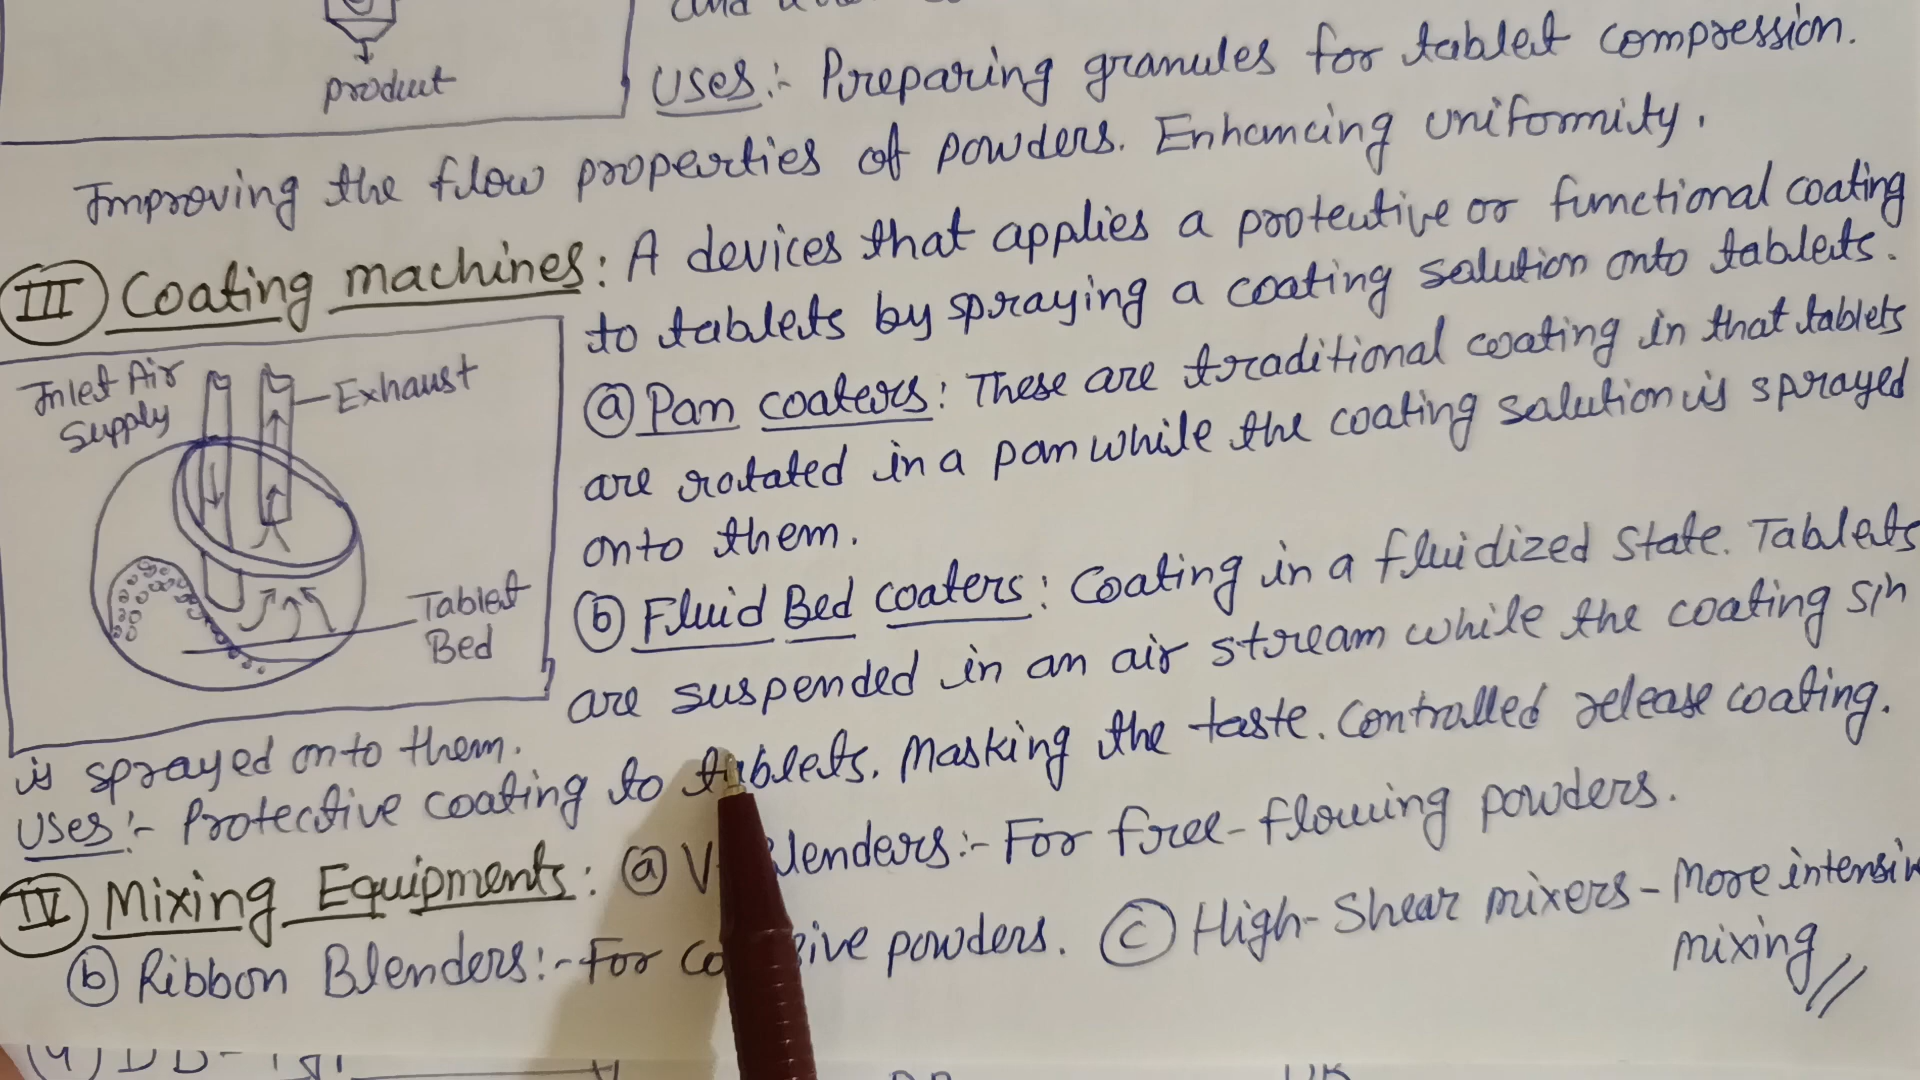 product
Uses:- Preparing granules for tablet compression.
Improving the flow properties of powders. Enhancing uniformity.
III Coating machines: A devices that applies a protective or functional coating
to tablets by spraying a coating solution onto tablets.
Inlet Air
Supply
Exhaust
Tablet
Bed
(a) Pan coaters: These are traditional coating in that tablets
are rotated in a pan while the coating solution is sprayed
onto them.
(b) Fluid Bed coaters: Coating in a fluidized state. Tablets
are suspended in an air stream while the coating sln
is sprayed onto them.
Uses:- Protective coating to tablets. Masking the taste. Controlled release coating.
IV Mixing Equipments: (a) V- Blenders:- For free-flowing powders.
(b) Ribbon Blenders:- For powders. (c) High-Shear mixers - More
mixing